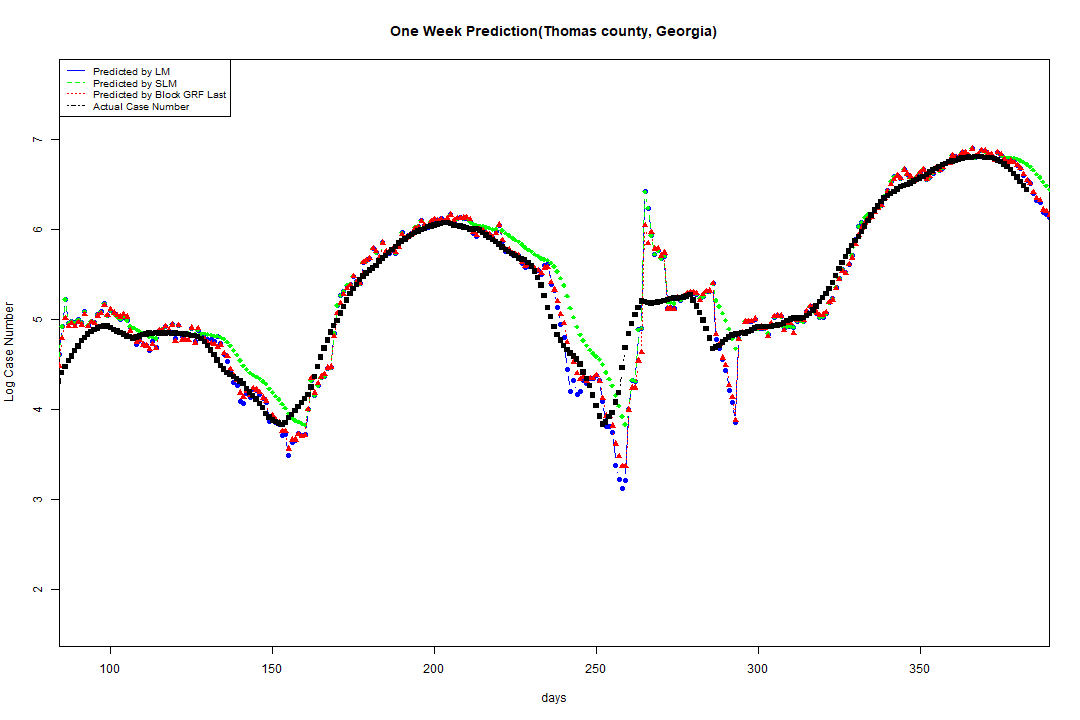 One Week Prediction(Thomas county, Georgia)
Predicted by LM
Predicted by SLM
Predicted by Block GRF Last
Actual Case Number
7
6
5
4
3
2
Log Case Number
100 150 200 250 300 350
days